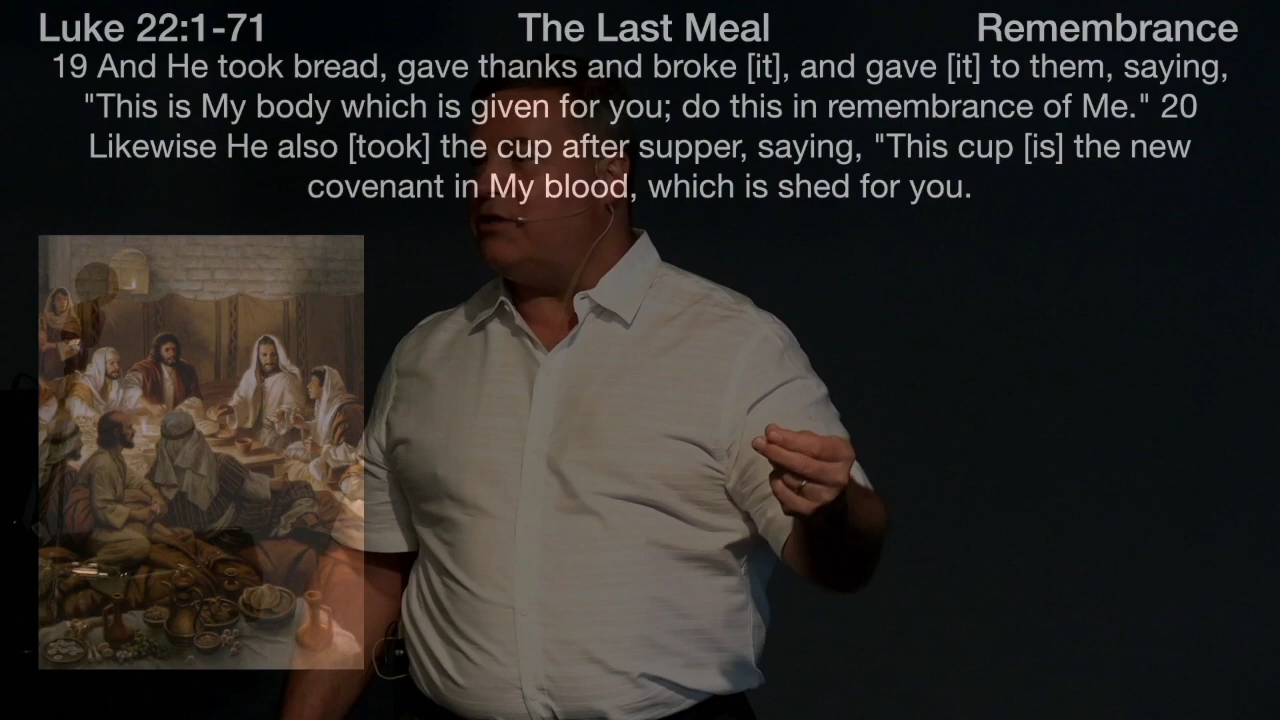 Luke 22:1-71 The Last Meal Remembrance
19 And He took bread, gave thanks and broke [it], and gave [it] to them, saying,
"This is My body which is given for you; do this in remembrance of Me." 20
Likewise He also [took] the cup after supper, saying, "This cup [is] the new
covenant in My blood, which is shed for you.